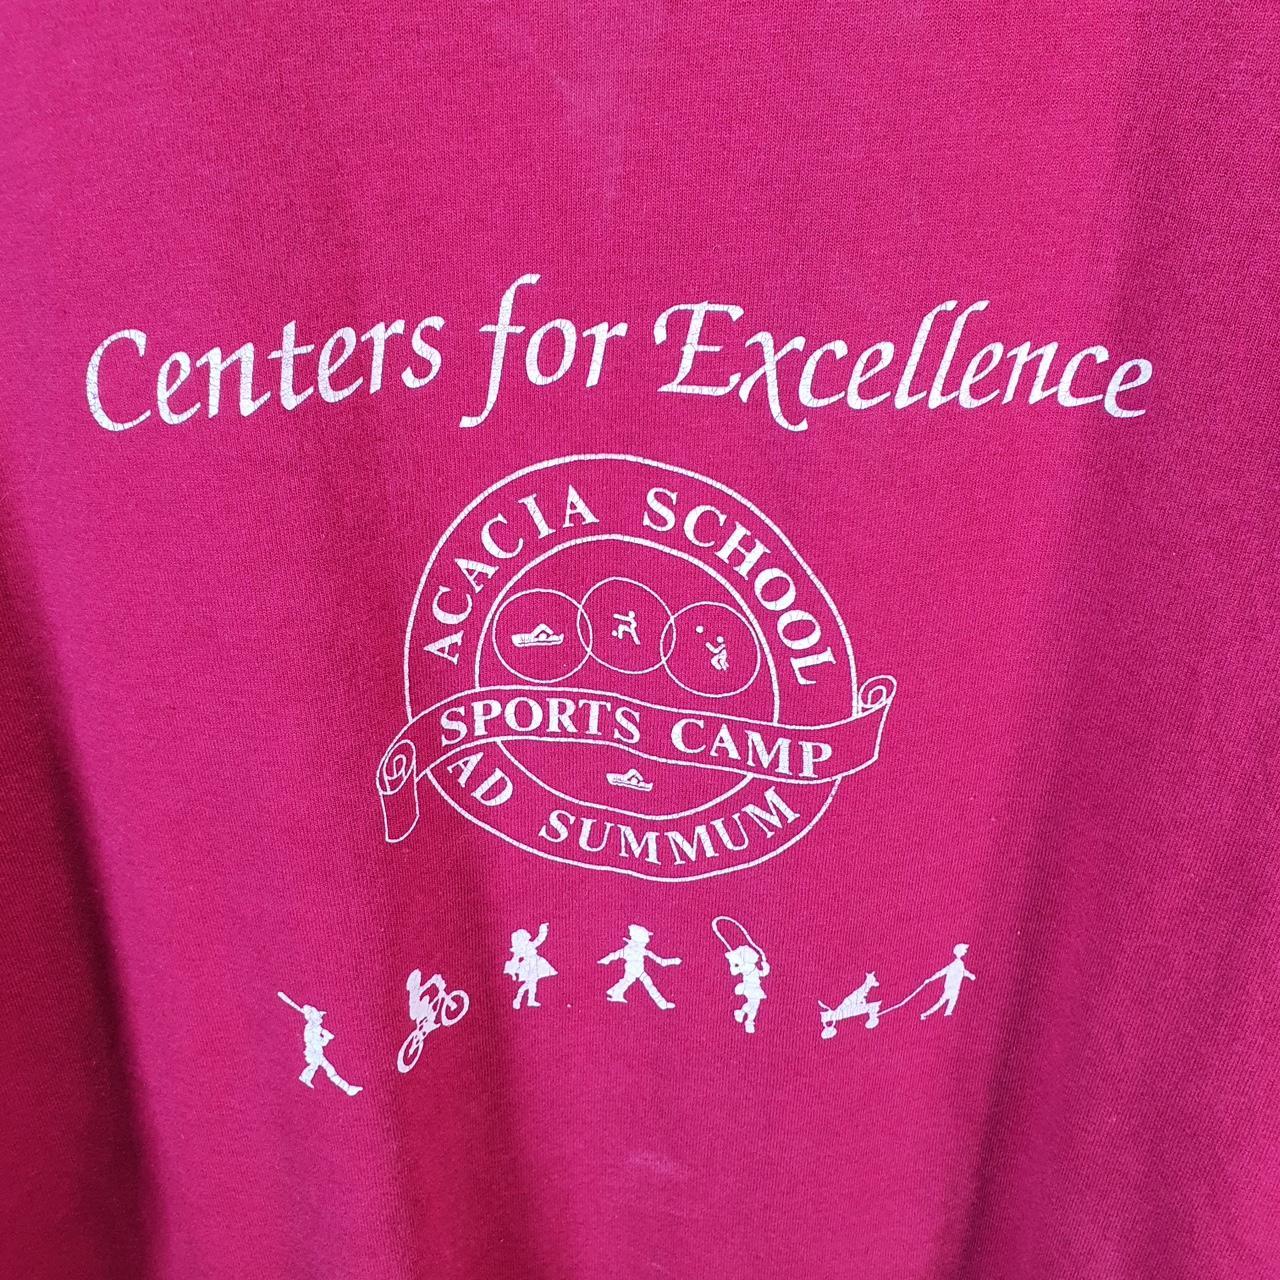 Centers for Excellence
ACACIA SCHOOL
SPORTS CAMP
AD SUMMUM